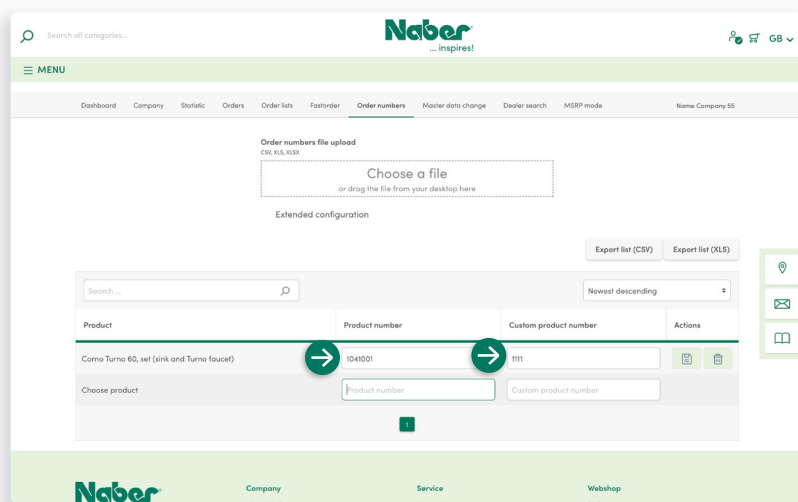 Search all categories...
Naber
... inspires!
GB
MENU
Dashboard Company Statistic Orders Order lists Fastorder Order numbers Master data change Dealer search MSRP mode Name Company 55
Order numbers file upload
CSV, XLS, XLSX
Choose a file
or drag the file from your desktop here
Extended configuration
Export list (CSV) Export list (XLS)
Search ... Newest descending
Product Product number Custom product number Actions
Corno Turno 60, set (sink and Turno faucet) 1041001 1111
Choose product Product number Custom product number
1
Naber Company Service Webshop